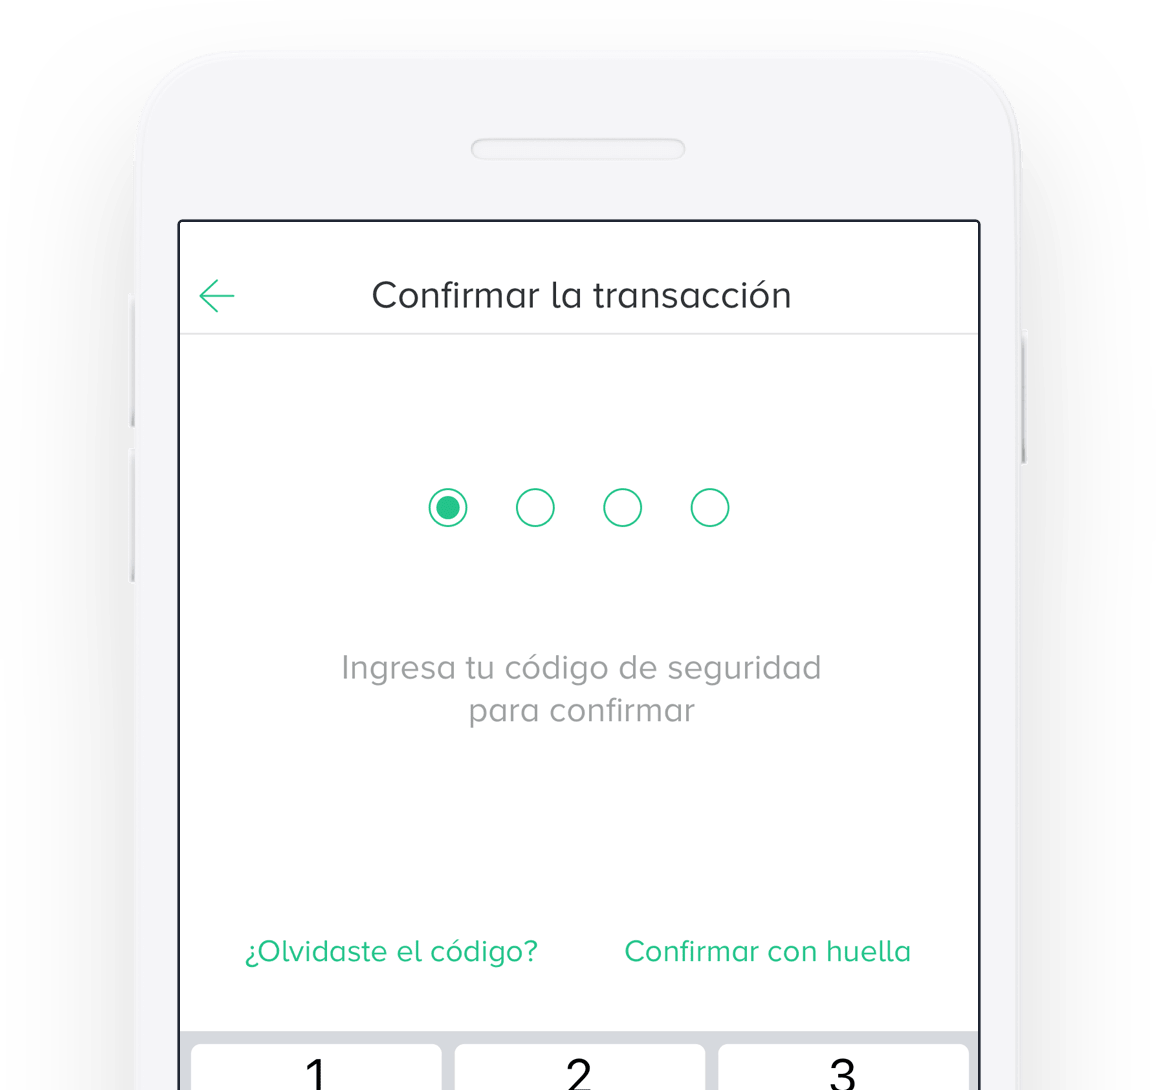 Confirmar la transacción
Ingresa tu código de seguridad
para confirmar
¿Olvidaste el código? Confirmar con huella
1 2 3